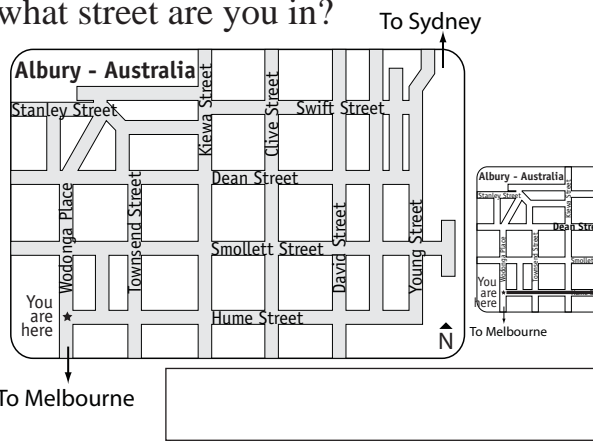 what street are you in?
To Sydney
Albury - Australia
Stanley Street
Kiewa Street
Clive Street
Swift Street
Dean Street
Wodonga Place
Townsend Street
Smollett Street
David Street
Young Street
You
are
here
Hume Street
N
To Melbourne
Albury - Australia
Stanley Street
Kiewa Street
Dean Stre
Wodonga Place
Townsend Street
Smollett
You
are
here
To Melbourne